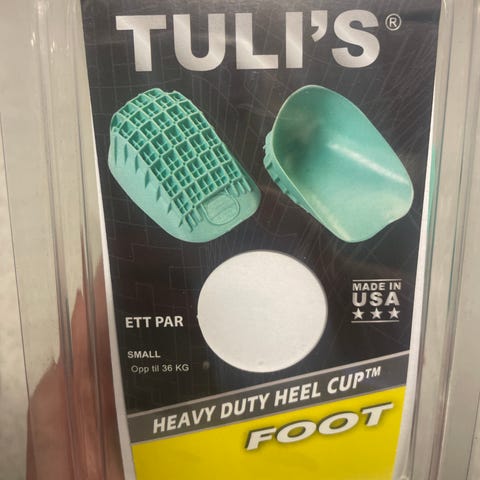 TULI'S®
MADE IN
USA
ETT PAR
SMALL
Opp til 36 KG
HEAVY DUTY HEEL CUP™
FOOT